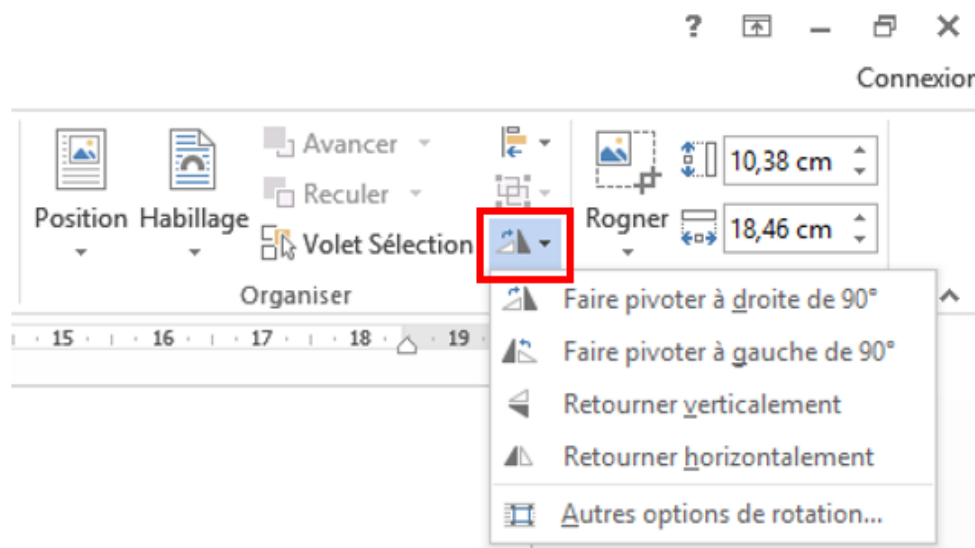 ?
Connexion
Avancer
10,38 cm
Reculer
Position Habillage
Rogner
18,46 cm
Volet Sélection
Organiser
Faire pivoter à droite de 90°
15 16 17 18 19
Faire pivoter à gauche de 90°
Retourner verticalement
Retourner horizontalement
Autres options de rotation...